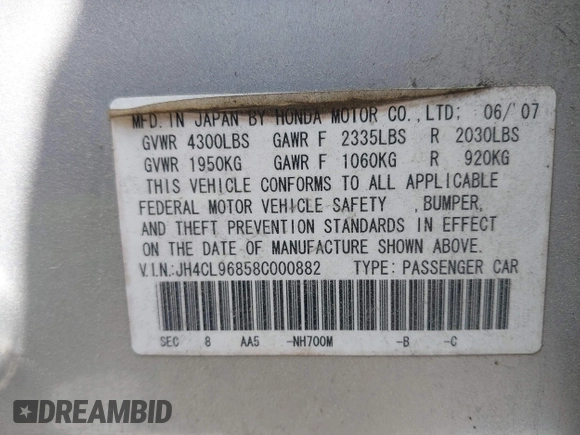 MFD. IN JAPAN BY HONDA MOTOR CO., LTD; 06/'07
GVWR 4300LBS GAWR F 2335LBS R 2030LBS
GVWR 1950KG GAWR F 1060KG R 920KG
THIS VEHICLE CONFORMS TO ALL APPLICABLE
FEDERAL MOTOR VEHICLE SAFETY ,BUMPER,
AND THEFT PREVENTION STANDARDS IN EFFECT
ON THE DATE OF MANUFACTURE SHOWN ABOVE.
V.I.N.:JH4CL96858C000882 TYPE: PASSENGER CAR
SEC 8 AA5 -NH700M -B -C
DREAMBID